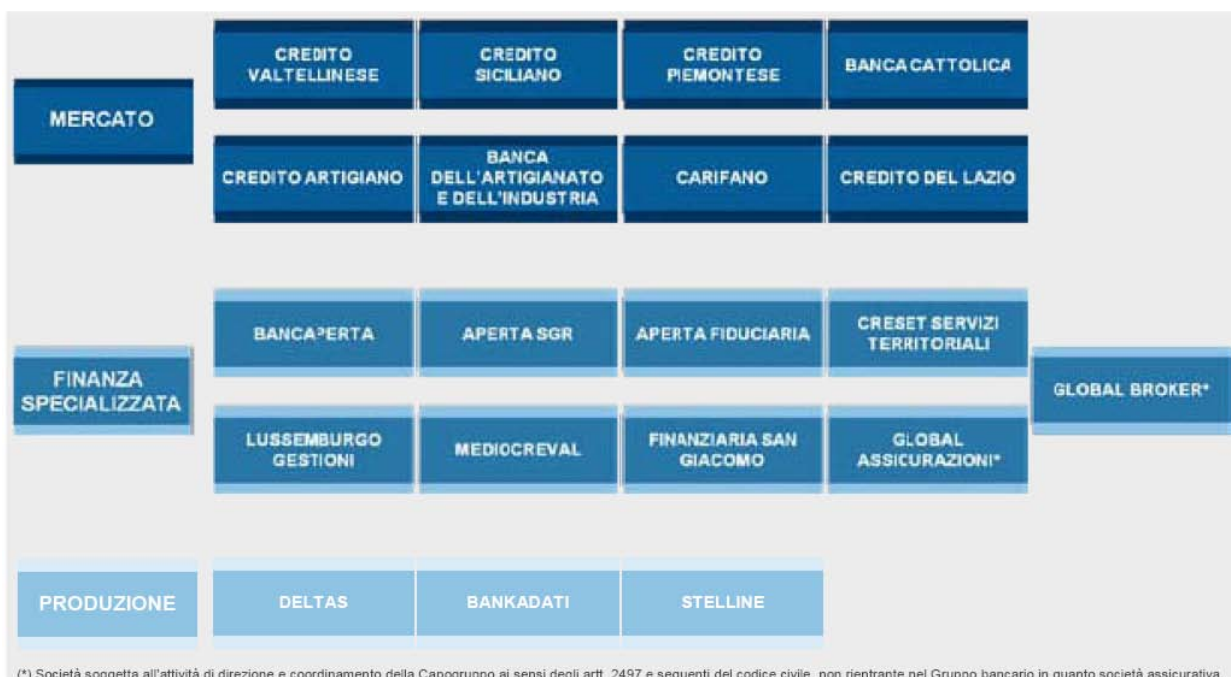 MERCATO
CREDITO
VALTELLINESE
CREDITO
SICILIANO
CREDITO
PIEMONTESE
BANCA CATTOLICA
CREDITO ARTIGIANO
BANCA
DELL'ARTIGIANATO
E DELL'INDUSTRIA
CARIFANO
CREDITO DEL LAZIO
FINANZA
SPECIALIZZATA
BANCAPERTA
APERTA SGR
APERTA FIDUCIARIA
CRESET SERVIZI
TERRITORIALI
LUSSEMBURGO
GESTIONI
MEDIOCREVAL
FINANZIARIA SAN
GIACOMO
GLOBAL
ASSICURAZIONI*
GLOBAL BROKER*
PRODUZIONE
DELTAS
BANKADATI
STELLINE
(*) Società soggetta all'attività di direzione e coordinamento della Capogruppo ai sensi degli artt. 2497 e seguenti del codice civile, non rientrante nel Gruppo bancario in quanto società assicurativa